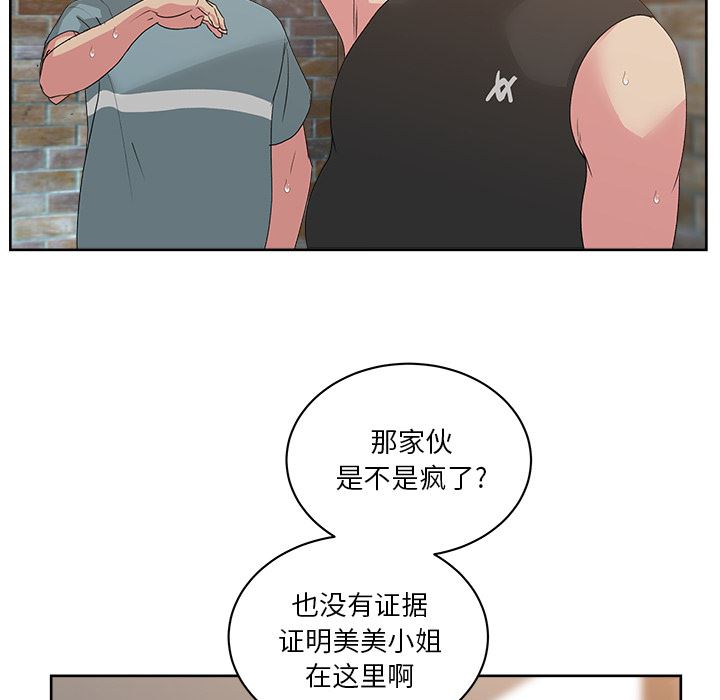 那家伙
是不是疯了?
也没有证据
证明美美小姐
在这里啊